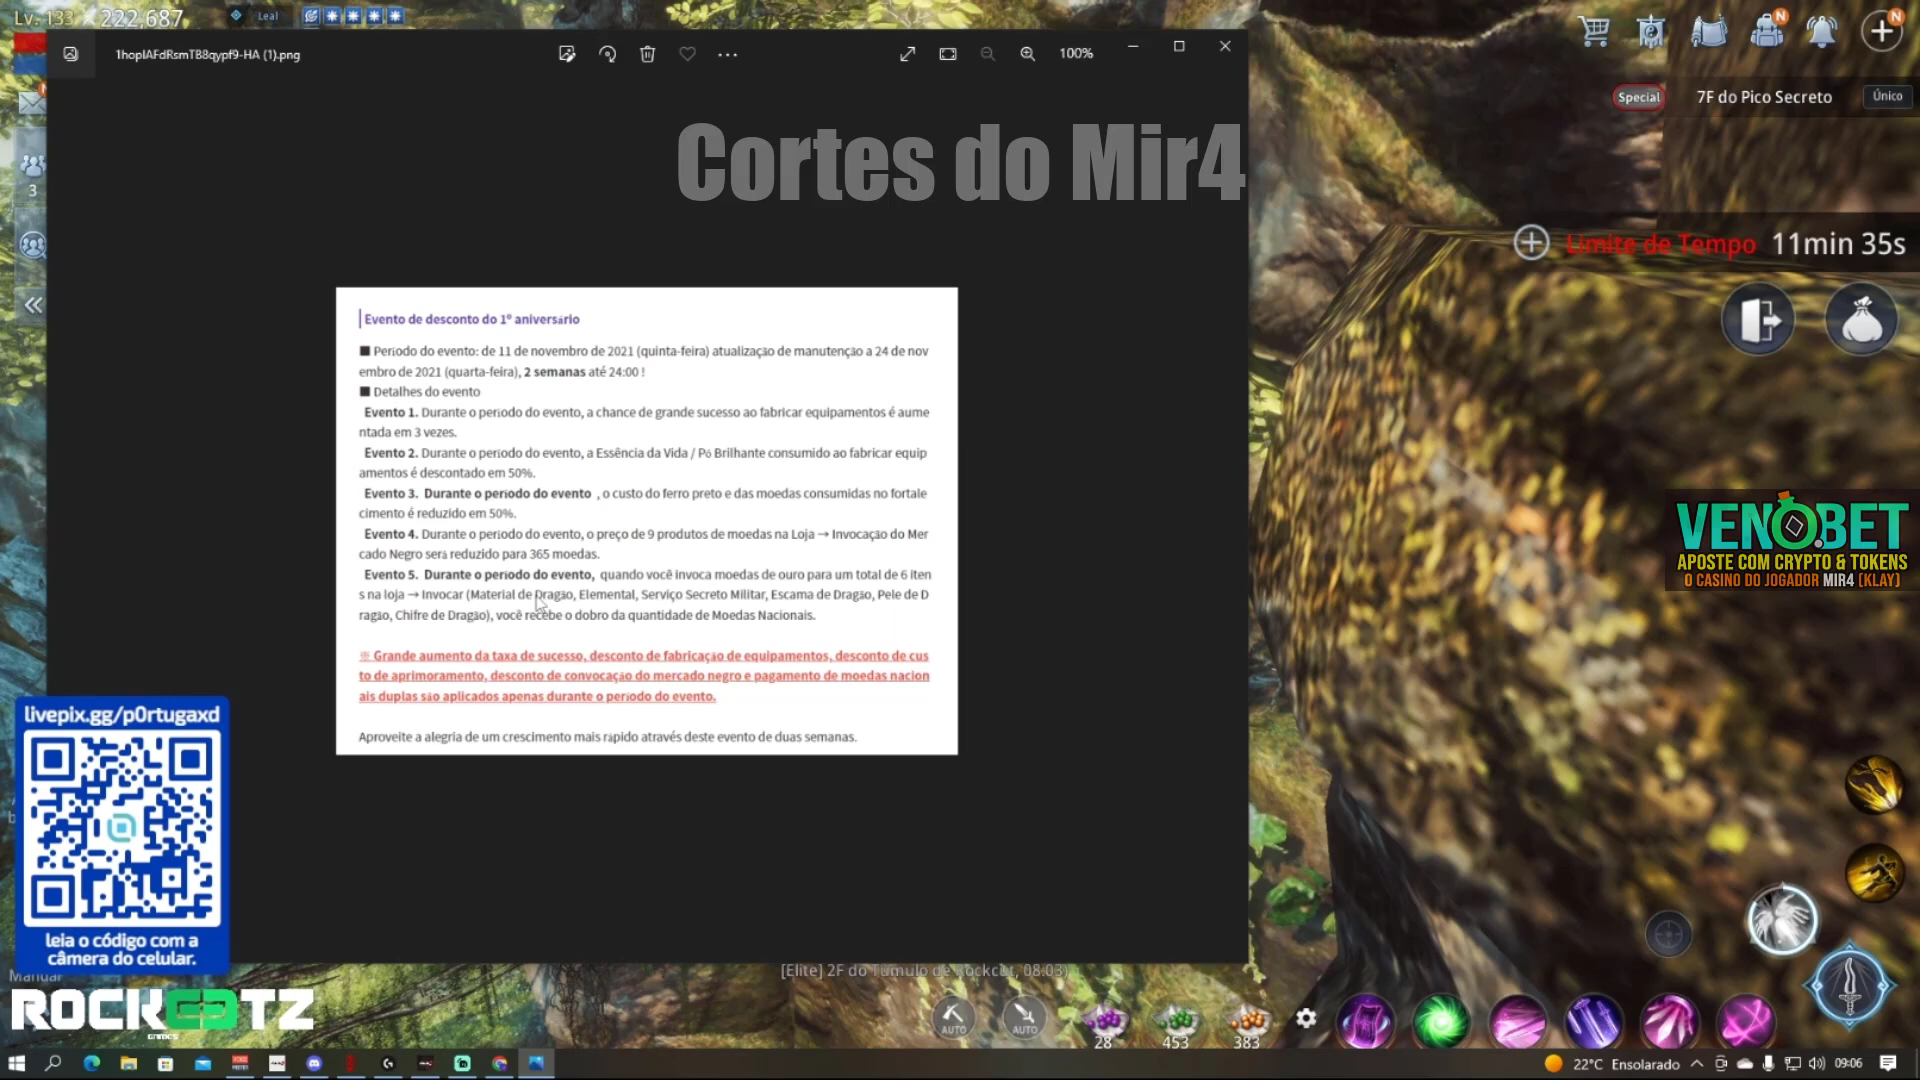 Lv. 133
222,687
Leal
1hoplAFdRsmTB8qypf9-HA (1).png
100%
Special
7F do Pico Secreto
Único
Cortes do Mir4
3
Limite de Tempo
11min 35s
Evento de desconto do 1º aniversário
■ Período do evento: de 11 de novembro de 2021 (quinta-feira) atualização de manutenção a 24 de nov
embro de 2021 (quarta-feira), 2 semanas até 24:00 !
■ Detalhes do evento
Evento 1. Durante o período do evento, a chance de grande sucesso ao fabricar equipamentos é aume
ntada em 3 vezes.
Evento 2. Durante o período do evento, a Essência da Vida / Pó Brilhante consumido ao fabricar equip
amentos é descontado em 50%.
Evento 3. Durante o período do evento , o custo do ferro preto e das moedas consumidas no fortale
cimento é reduzido em 50%.
Evento 4. Durante o período do evento, o preço de 9 produtos de moedas na Loja → Invocação do Mer
cado Negro será reduzido para 365 moedas.
Evento 5. Durante o período do evento, quando você invoca moedas de ouro para um total de 6 iten
s na loja → Invocar (Material de Dragão, Elemental, Serviço Secreto Militar, Escama de Dragão, Pele de D
ragão, Chifre de Dragão), você recebe o dobro da quantidade de Moedas Nacionais.
※ Grande aumento da taxa de sucesso, desconto de fabricação de equipamentos, desconto de cus
to de aprimoramento, desconto de convocação do mercado negro e pagamento de moedas nacion
ais duplas são aplicados apenas durante o período do evento.
Aproveite a alegria de um crescimento mais rápido através deste evento de duas semanas.
VENOBET
APOSTE COM CRYPTO & TOKENS
O CASINO DO JOGADOR MIR4 (KLAY)
livepix.gg/p0rtugaxd
leia o código com a
câmera do celular.
Mandar
[Elite] 2F do Túmulo de Rockcut, 08:03)
ROCKEETZ
GAMES
AUTO
AUTO
28
453
383
22°C Ensolarado
09:06